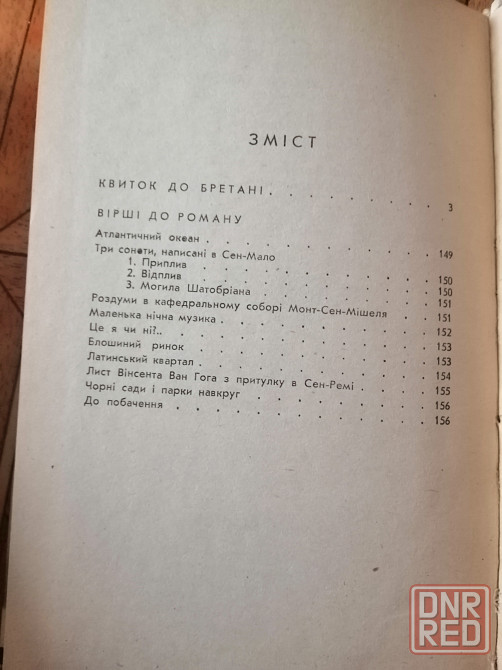 ЗМІСТ
КВИТОК ДО БРЕТАНІ . . . . . . . . . 3
ВІРШІ ДО РОМАНУ
Атлантичний океан . . . . . . . . . 149
Три сонети, написані в Сен-Мало
1. Приплив . . . . . . . . . 150
2. Відплив . . . . . . . . . 150
3. Могила Шатобріана . . . . . . . 151
Роздуми в кафедральному соборі Монт-Сен-Мішеля 151
Маленька нічна музика . . . . . . . . 152
Це я чи ні?.. . . . . . . . . . 153
Блошиний ринок . . . . . . . . . 153
Латинський квартал . . . . . . . . . 154
Лист Вінсента Ван Гога з притулку в Сен-Ремі . . . 155
Чорні сади і парки навкруг . . . . . . . 156
До побачення . . . . . . . . . . 156
DNR
RED